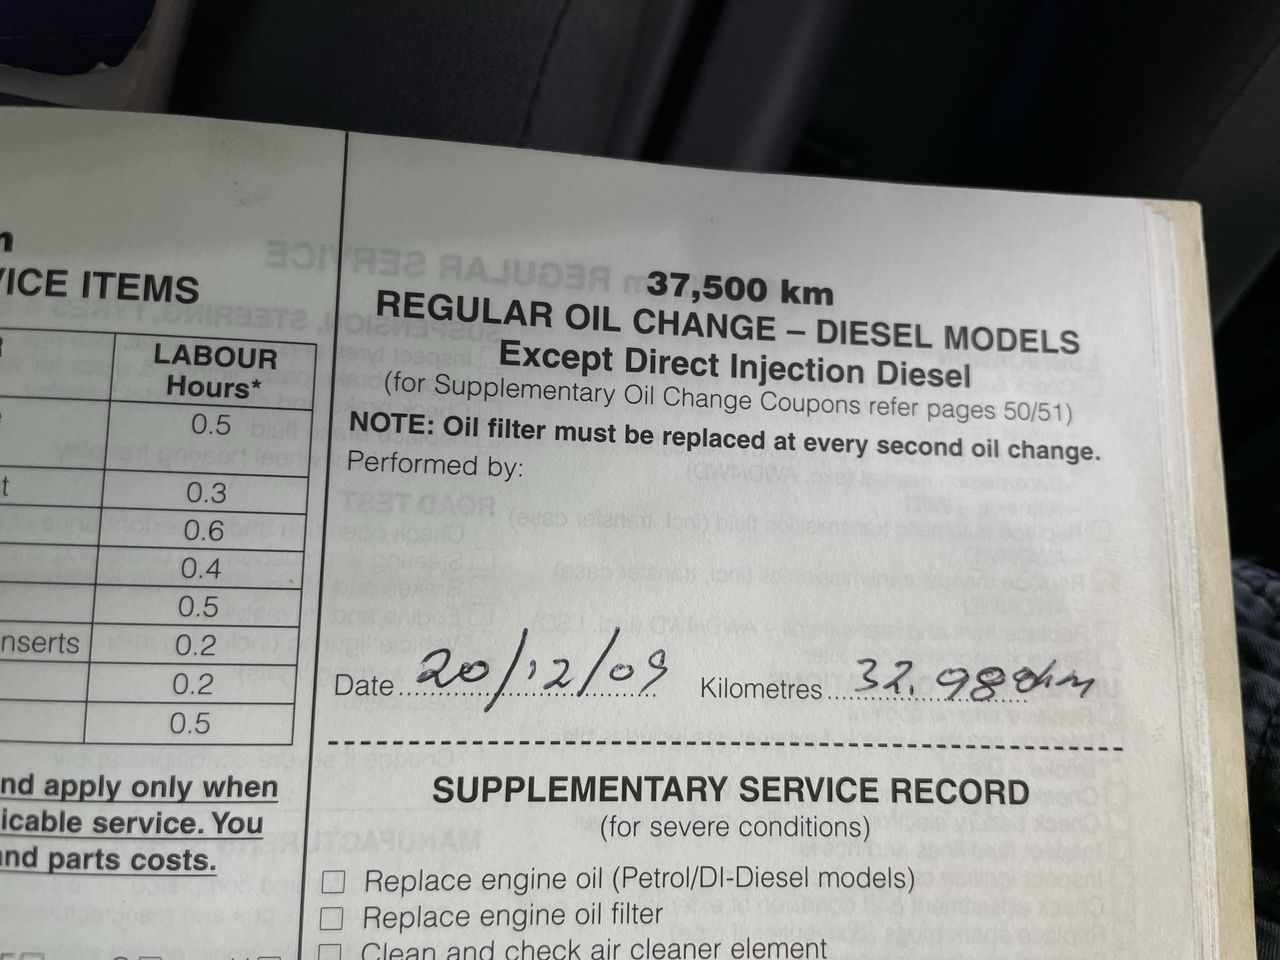 ICE ITEMS
LABOUR
Hours*
0.5
0.3
0.6
0.4
0.5
nserts 0.2
0.2
0.5
nd apply only when
icable service. You
nd parts costs.
37,500 km
REGULAR OIL CHANGE – DIESEL MODELS
Except Direct Injection Diesel
(for Supplementary Oil Change Coupons refer pages 50/51)
NOTE: Oil filter must be replaced at every second oil change.
Performed by:
Date 20/12/09 Kilometres 32.980km
SUPPLEMENTARY SERVICE RECORD
(for severe conditions)
Replace engine oil (Petrol/DI-Diesel models)
Replace engine oil filter
Clean and check air cleaner element